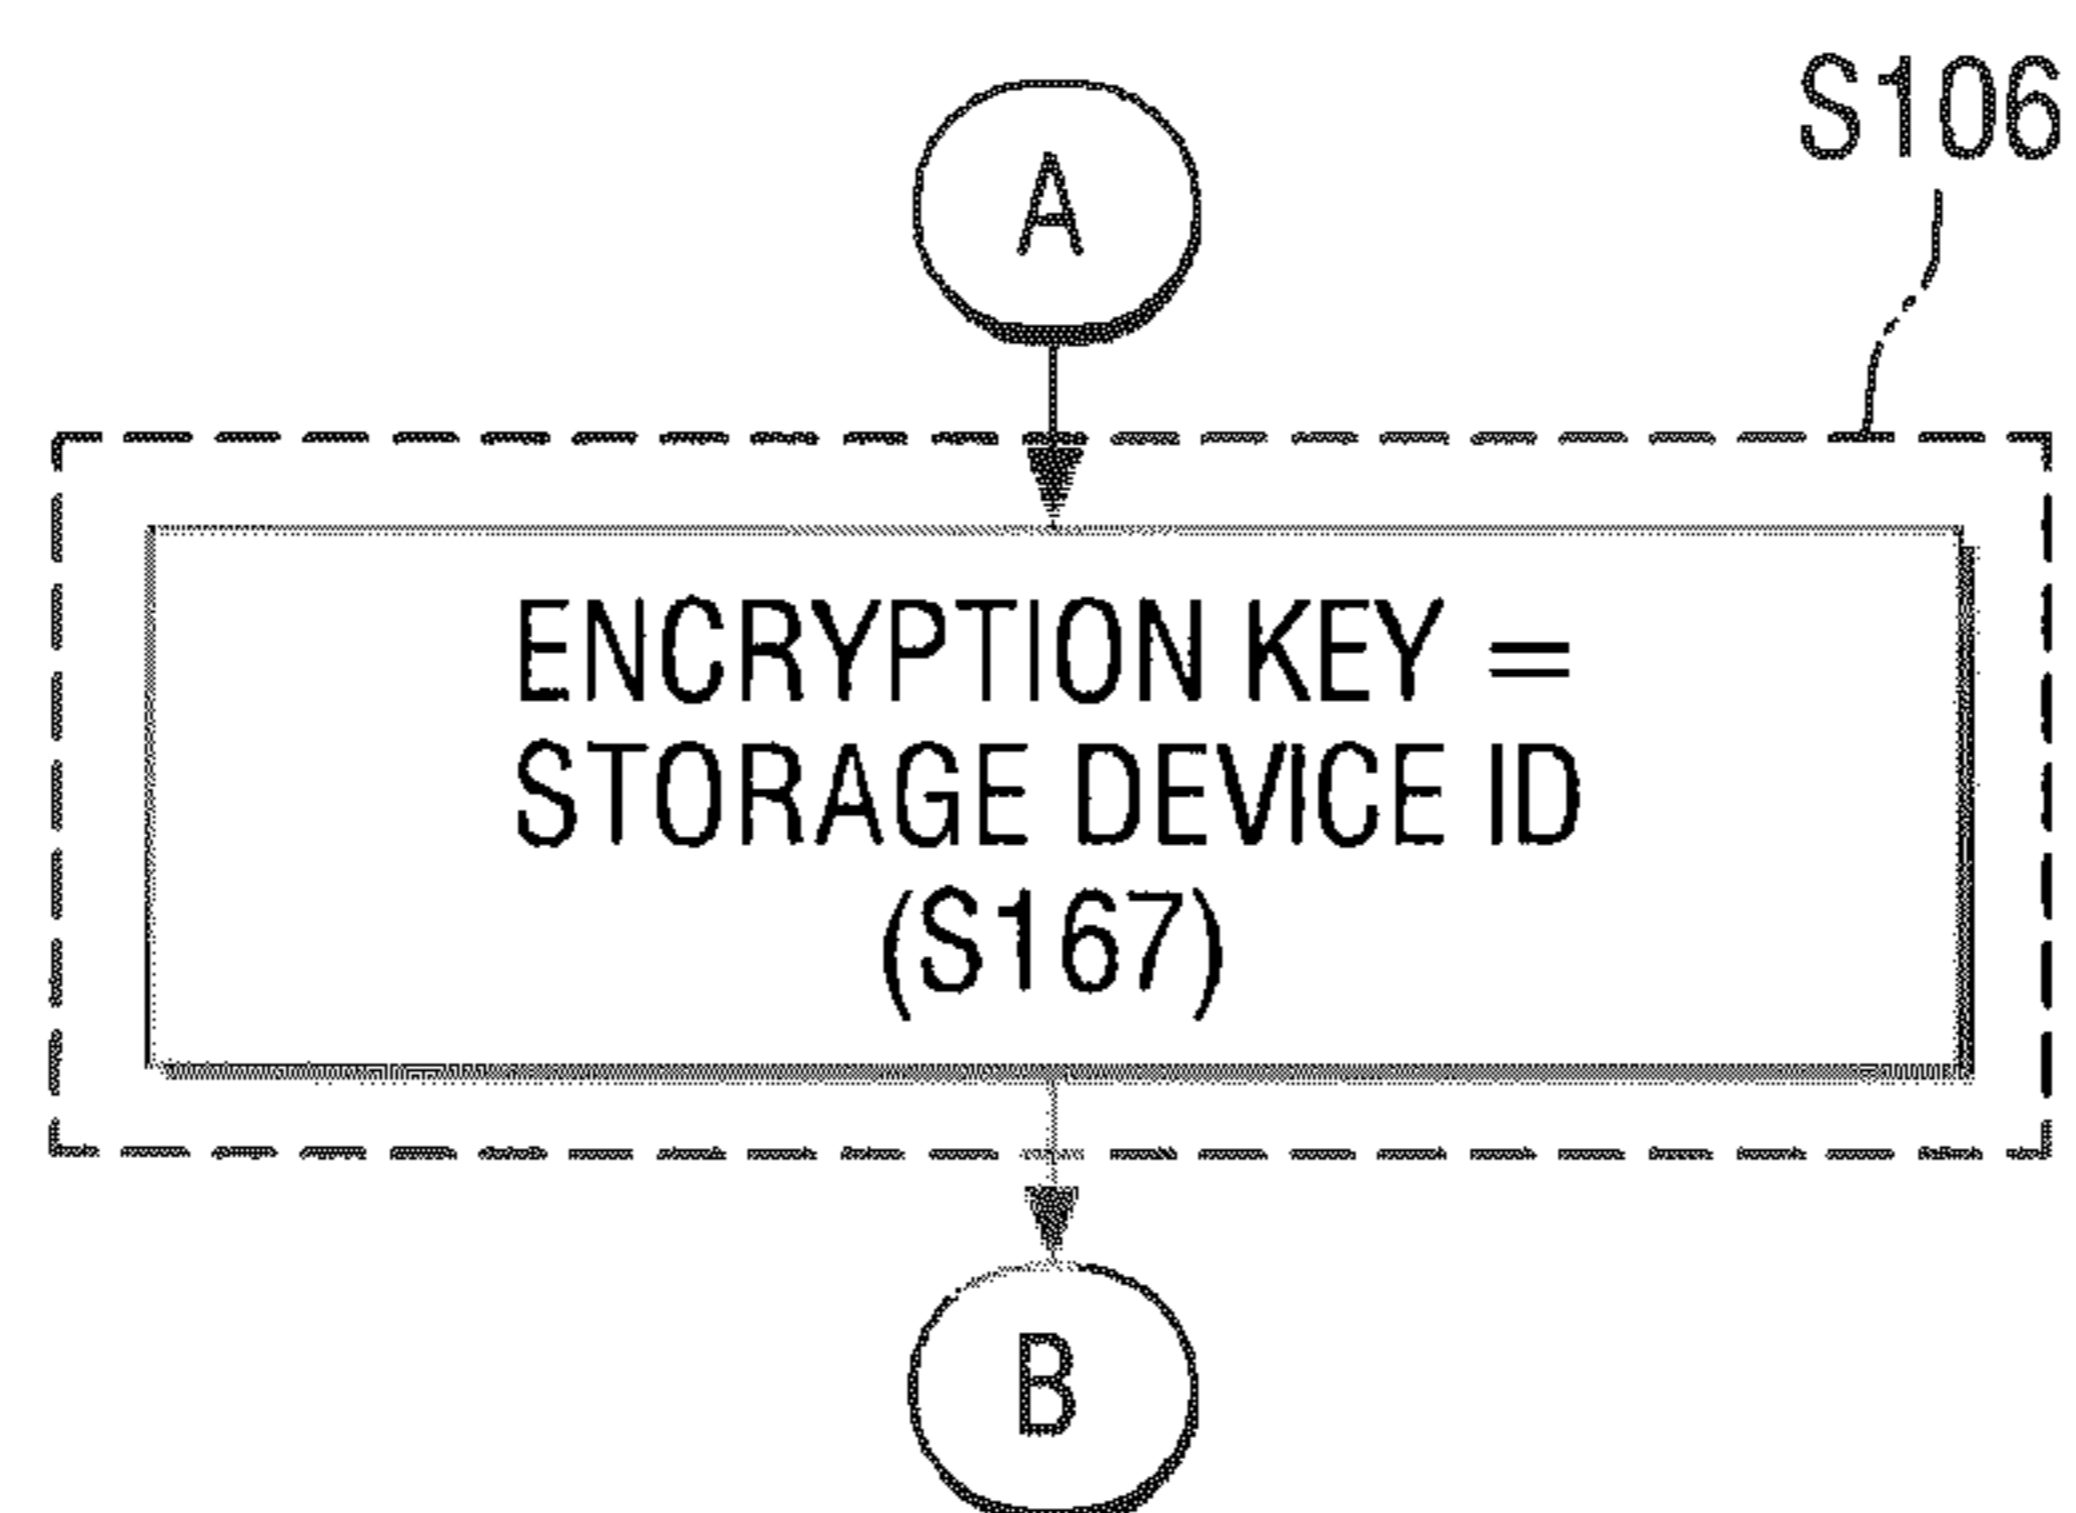 S106
A
ENCRYPTION KEY =
STORAGE DEVICE ID
(S167)
B